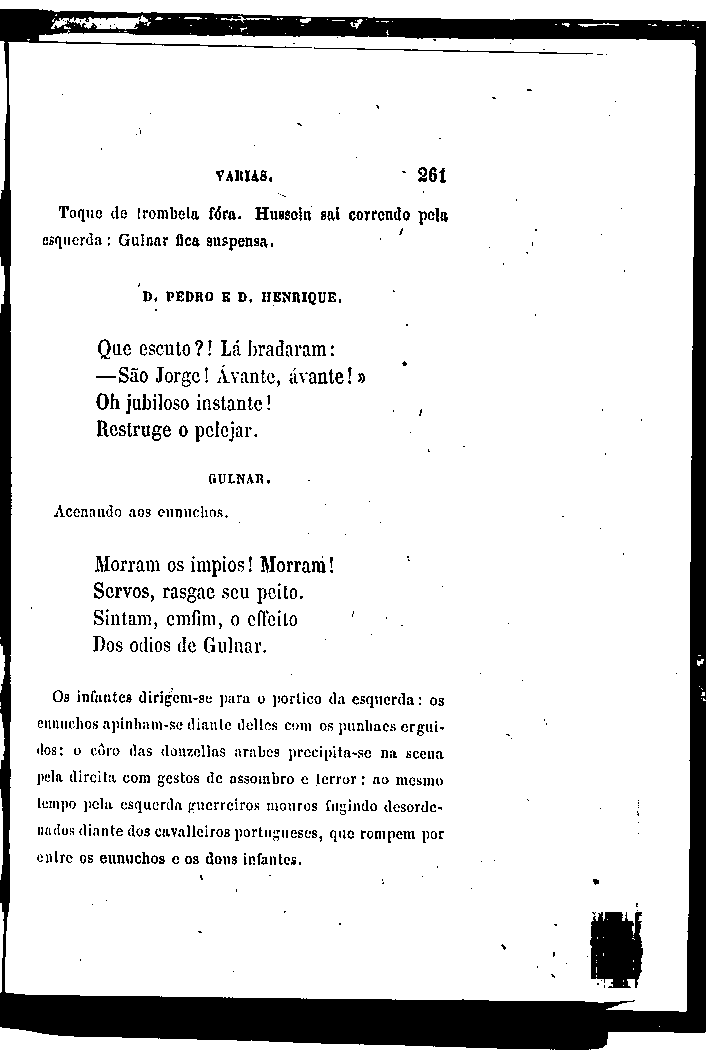 VARIAS. 261
Toque de trombeta fóra. Hussein sai correndo pela
esquerda: Gulnar fica suspensa.
D. PEDRO E D. HENRIQUE.
Que escuto?! Lá bradaram:
—São Jorge! Ávante, ávante!»
Oh jubiloso instante!
Restruge o pelejar.
GULNAR.
Acenando aos eunuchos.
Morram os impios! Morram!
Servos, rasgae seu peito.
Sintam, emfim, o effeito
Dos odios de Gulnar.
Os infantes dirigem-se para o portico da esquerda: os
eunuchos apinham-se diante delles com os punhaes ergui-
dos: o côro das donzellas arabes precipita-se na scena
pela direita com gestos de assombro e terror: ao mesmo
tempo pela esquerda guerreiros mouros fugindo desorde-
nados diante dos cavalleiros portugueses, que rompem por
entre os eunuchos e os dous infantes.